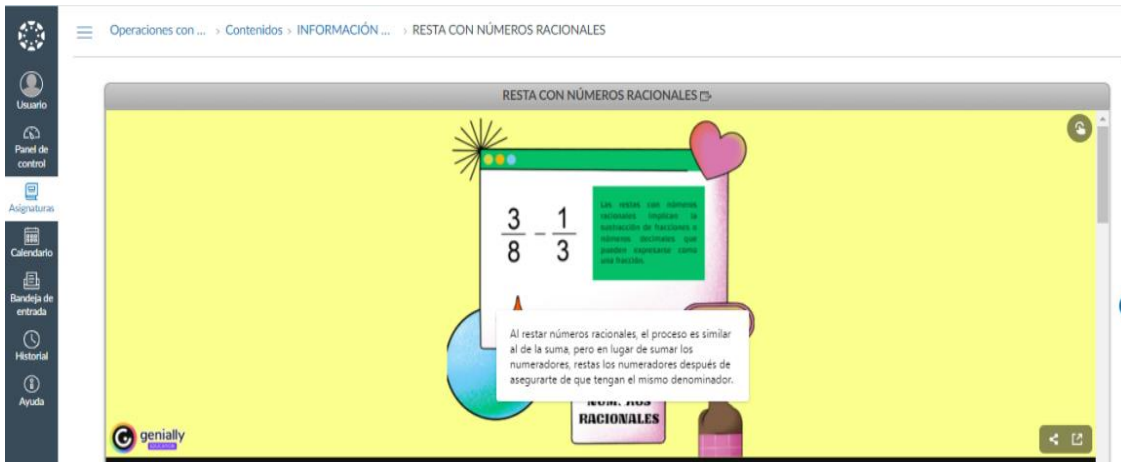 Operaciones con ... > Contenidos > INFORMACIÓN ... > RESTA CON NÚMEROS RACIONALES
Usuario
Panel de
control
Asignaturas
Calendario
Bandeja de
entrada
Historial
Ayuda
RESTA CON NÚMEROS RACIONALES
3/8 - 1/3
Las restas con números
racionales implican la
sustracción de fracciones o
números decimales que
pueden expresarse como
una fracción.
Al restar números racionales, el proceso es similar
al de la suma, pero en lugar de sumar los
numeradores, restas los numeradores después de
asegurarte de que tengan el mismo denominador.
RACIONALES
genially